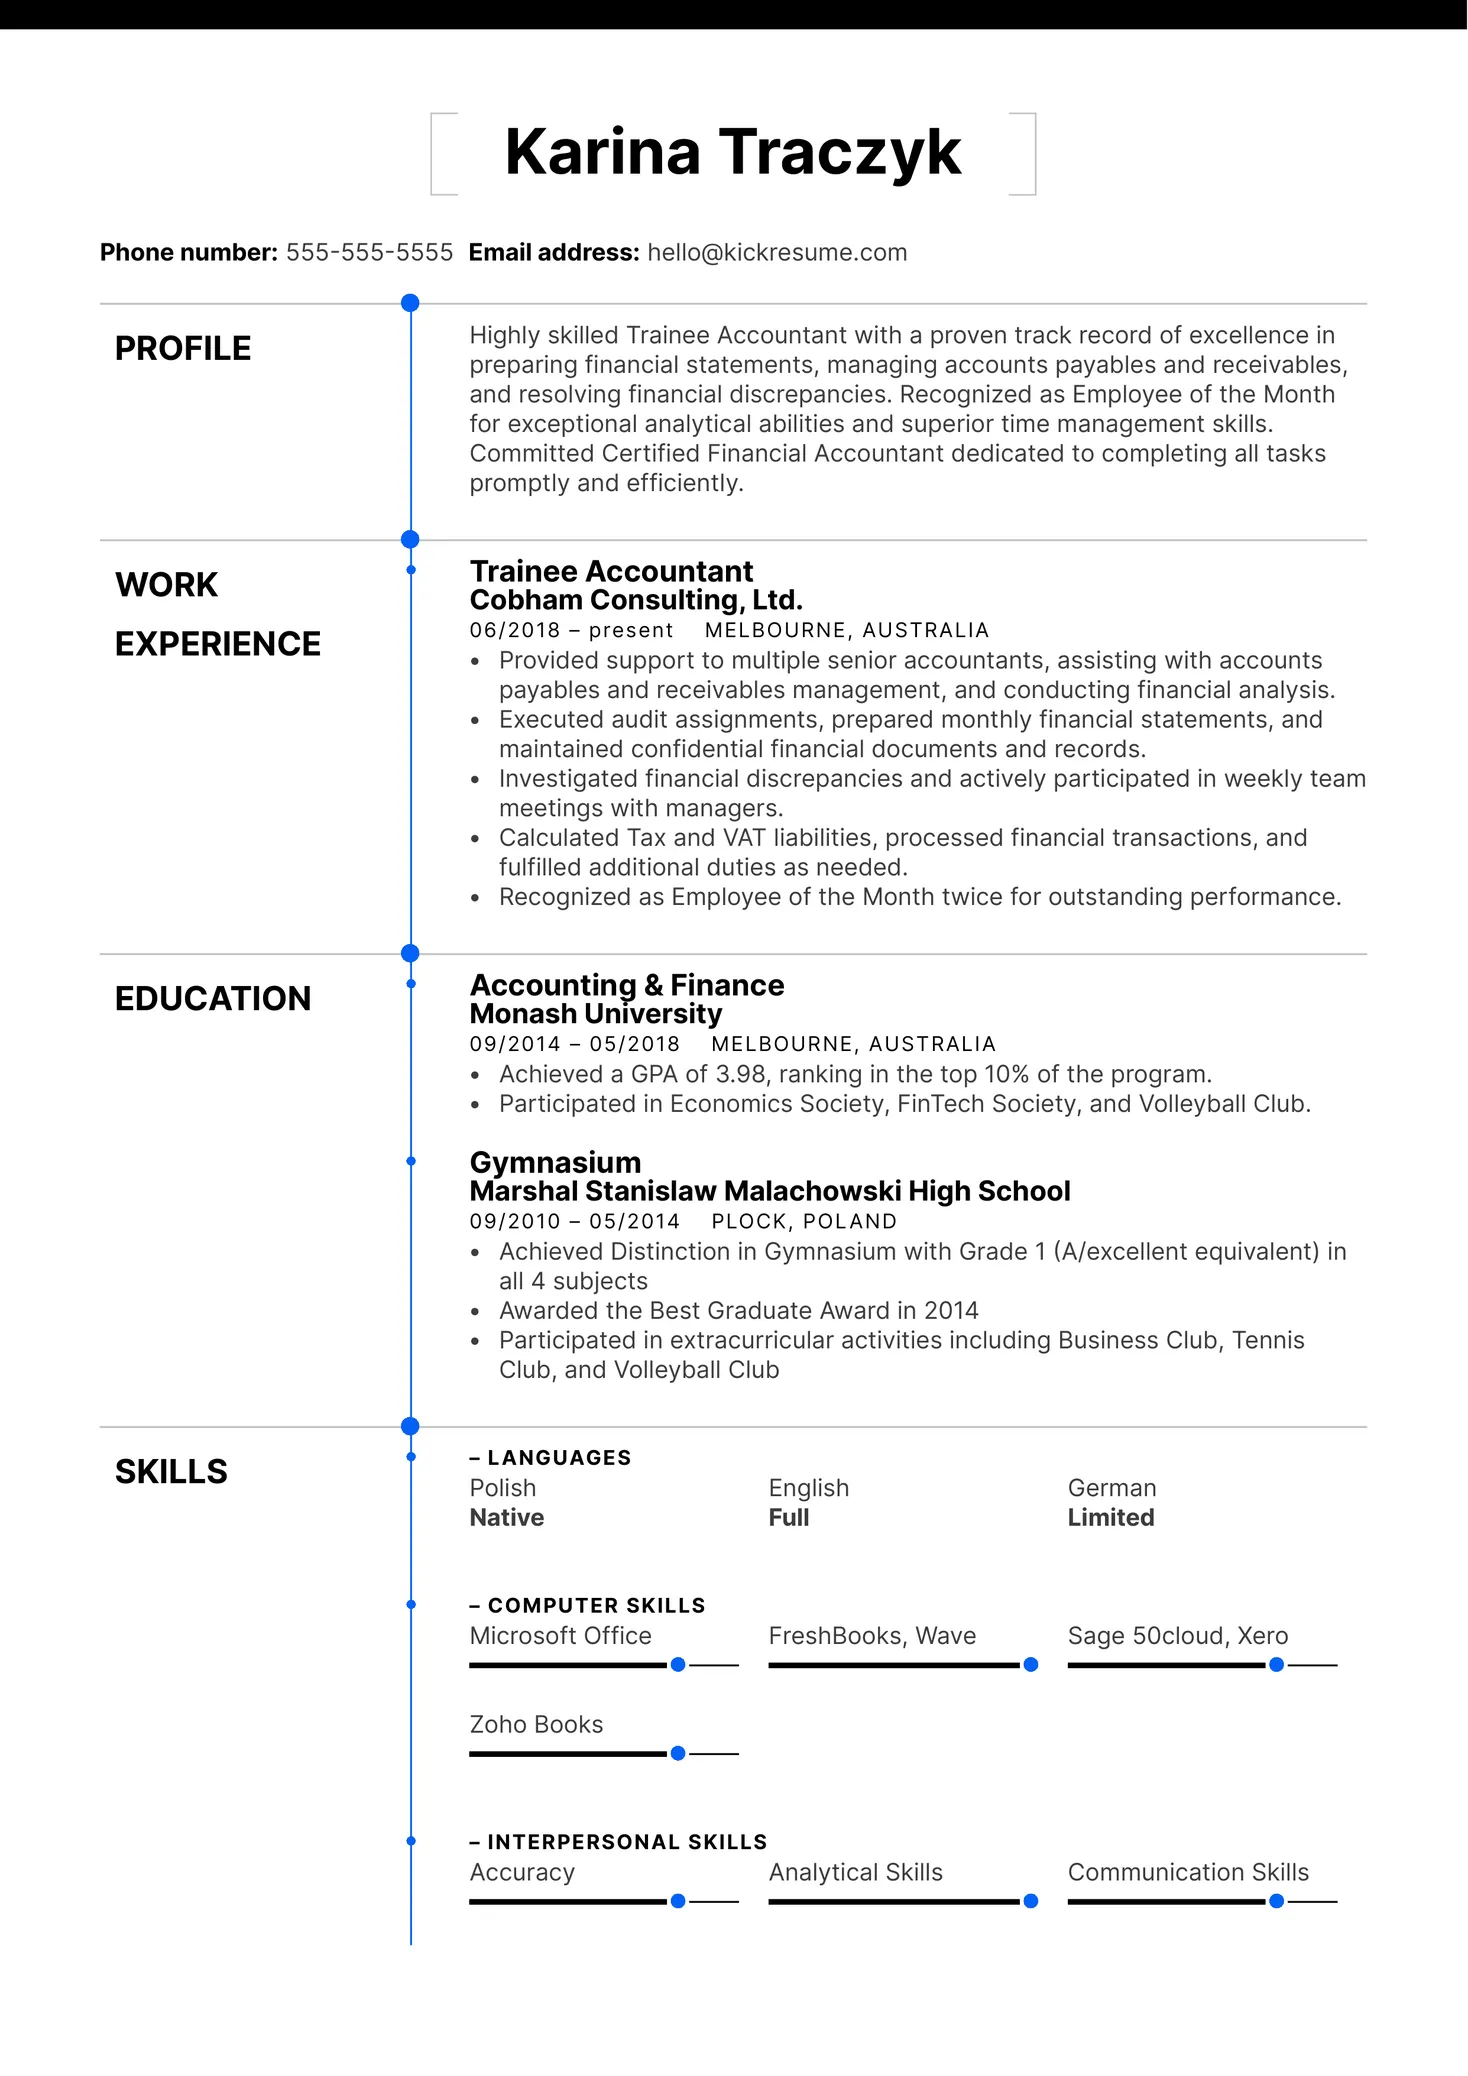 Karina Traczyk
Phone number: 555-555-5555 Email address: hello@kickresume.com
PROFILE
Highly skilled Trainee Accountant with a proven track record of excellence in
preparing financial statements, managing accounts payables and receivables,
and resolving financial discrepancies. Recognized as Employee of the Month
for exceptional analytical abilities and superior time management skills.
Committed Certified Financial Accountant dedicated to completing all tasks
promptly and efficiently.
WORK
EXPERIENCE
Trainee Accountant
Cobham Consulting, Ltd.
06/2018 – present MELBOURNE, AUSTRALIA
• Provided support to multiple senior accountants, assisting with accounts
payables and receivables management, and conducting financial analysis.
• Executed audit assignments, prepared monthly financial statements, and
maintained confidential financial documents and records.
• Investigated financial discrepancies and actively participated in weekly team
meetings with managers.
• Calculated Tax and VAT liabilities, processed financial transactions, and
fulfilled additional duties as needed.
• Recognized as Employee of the Month twice for outstanding performance.
EDUCATION
Accounting & Finance
Monash University
09/2014 – 05/2018 MELBOURNE, AUSTRALIA
• Achieved a GPA of 3.98, ranking in the top 10% of the program.
• Participated in Economics Society, FinTech Society, and Volleyball Club.
Gymnasium
Marshal Stanislaw Malachowski High School
09/2010 – 05/2014 PLOCK, POLAND
• Achieved Distinction in Gymnasium with Grade 1 (A/excellent equivalent) in
all 4 subjects
• Awarded the Best Graduate Award in 2014
• Participated in extracurricular activities including Business Club, Tennis
Club, and Volleyball Club
SKILLS
– LANGUAGES
Polish English German
Native Full Limited
– COMPUTER SKILLS
Microsoft Office FreshBooks, Wave Sage 50cloud, Xero
Zoho Books
– INTERPERSONAL SKILLS
Accuracy Analytical Skills Communication Skills